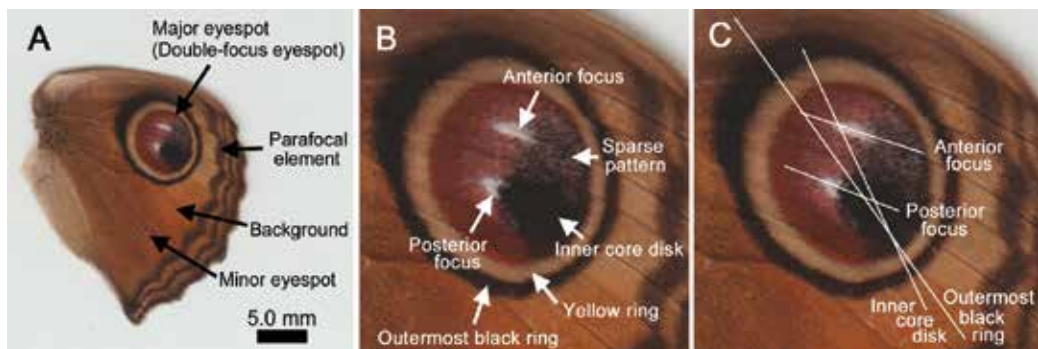 A
Major eyespot
(Double-focus eyespot)
Parafocal
element
Background
Minor eyespot
5.0 mm
B
Anterior focus
Sparse
pattern
Posterior
focus
Inner core disk
Yellow ring
Outermost black ring
C
Anterior
focus
Posterior
focus
Inner
core
disk
Outermost
black
ring